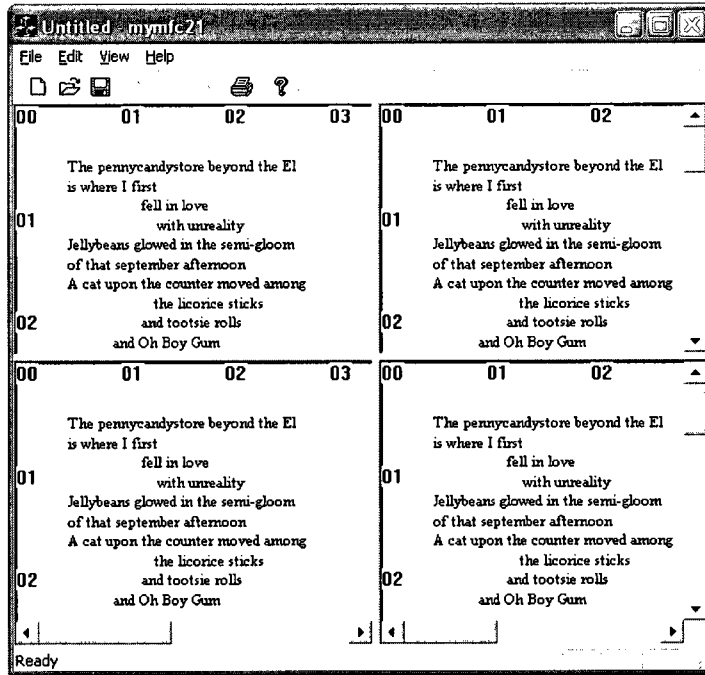 Untitled - mymfc21
File Edit View Help
00 01 02 03
The pennycandystore beyond the El
is where I first
fell in love
01
with unreality
Jellybeans glowed in the semi-gloom
of that september afternoon
A cat upon the counter moved among
the licorice sticks
02
and tootsie rolls
and Oh Boy Gum
00 01 02
The pennycandystore beyond the El
is where I first
fell in love
01
with unreality
Jellybeans glowed in the semi-gloom
of that september afternoon
A cat upon the counter moved among
the licorice sticks
02
and tootsie rolls
and Oh Boy Gum
00 01 02 03
The pennycandystore beyond the El
is where I first
fell in love
01
with unreality
Jellybeans glowed in the semi-gloom
of that september afternoon
A cat upon the counter moved among
the licorice sticks
02
and tootsie rolls
and Oh Boy Gum
00 01 02
The pennycandystore beyond the El
is where I first
fell in love
01
with unreality
Jellybeans glowed in the semi-gloom
of that september afternoon
A cat upon the counter moved among
the licorice sticks
02
and tootsie rolls
and Oh Boy Gum
Ready